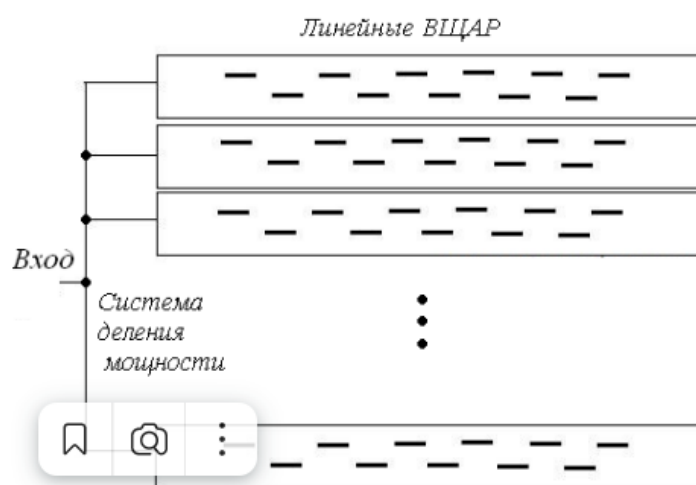 Линейные ВЩАР
Вход
Система
деления
мощности